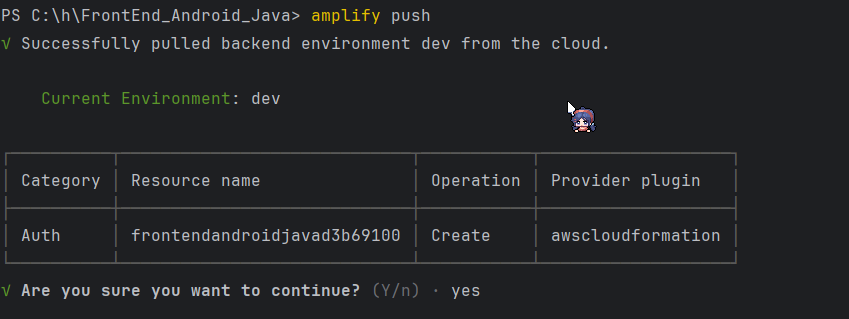 PS C:\h\FrontEnd_Android_Java> amplify push
√ Successfully pulled backend environment dev from the cloud.
Current Environment: dev
Category Resource name Operation Provider plugin
Auth frontendandroidjavad3b69100 Create awscloudformation
√ Are you sure you want to continue? (Y/n) · yes